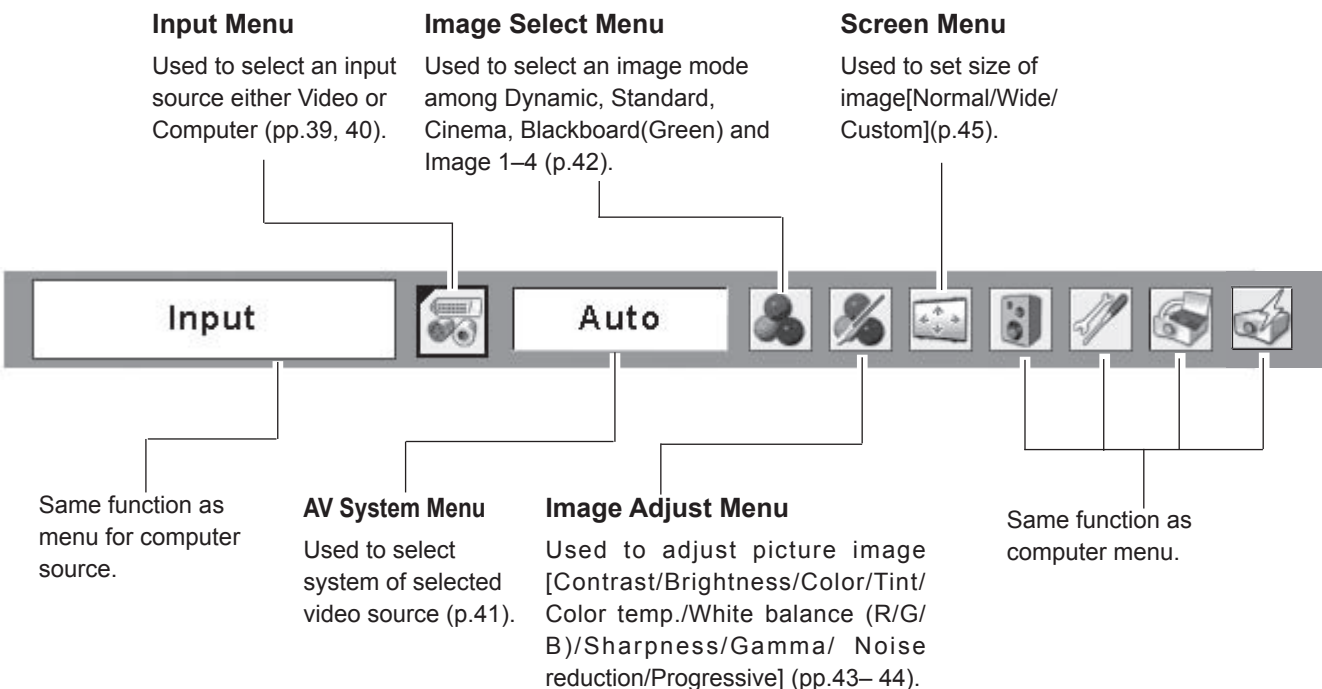 Input Menu
Used to select an input
source either Video or
Computer (pp.39, 40).
Image Select Menu
Used to select an image mode
among Dynamic, Standard,
Cinema, Blackboard(Green) and
Image 1–4 (p.42).
Screen Menu
Used to set size of
image[Normal/Wide/
Custom](p.45).
Input
Auto
Same function as
menu for computer
source.
AV System Menu
Used to select
system of selected
video source (p.41).
Image Adjust Menu
Used to adjust picture image
[Contrast/Brightness/Color/Tint/
Color temp./White balance (R/G/
B)/Sharpness/Gamma/ Noise
reduction/Progressive] (pp.43– 44).
Same function as
computer menu.